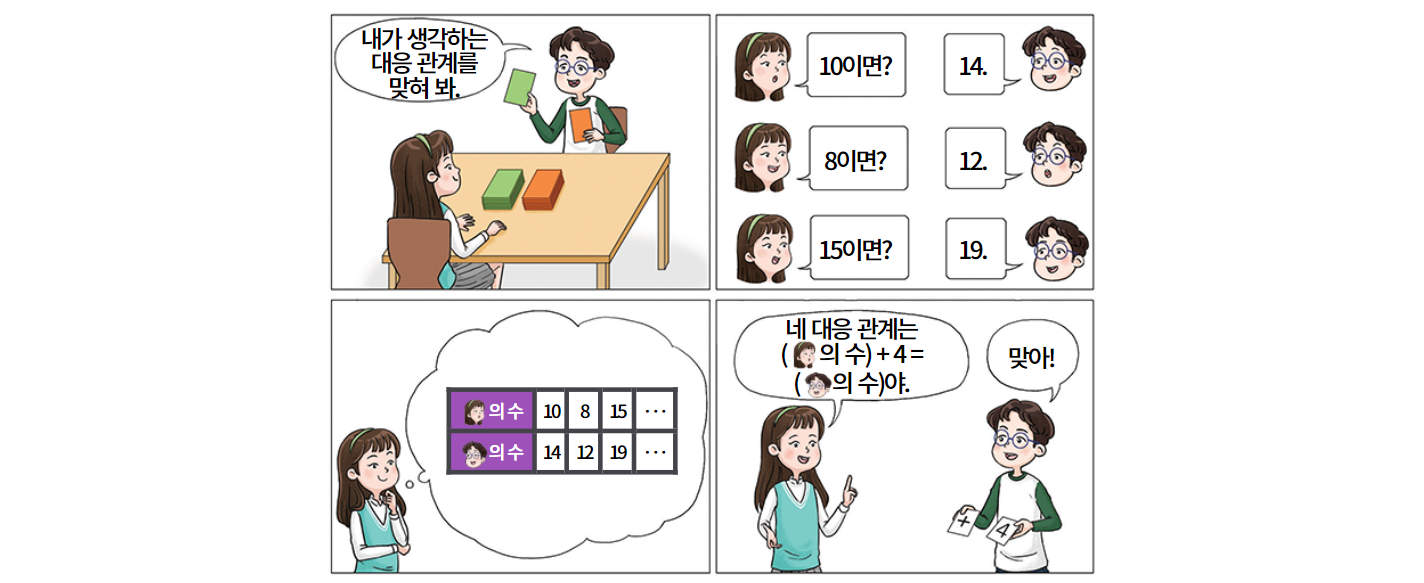 내가 생각하는
대응 관계를
맞혀 봐.
10이면?
14.
8이면?
12.
15이면?
19.
의 수 10 8 15 ···
의 수 14 12 19 ···
네 대응 관계는
( 의 수) + 4 =
( 의 수)야.
맞아!
+
4